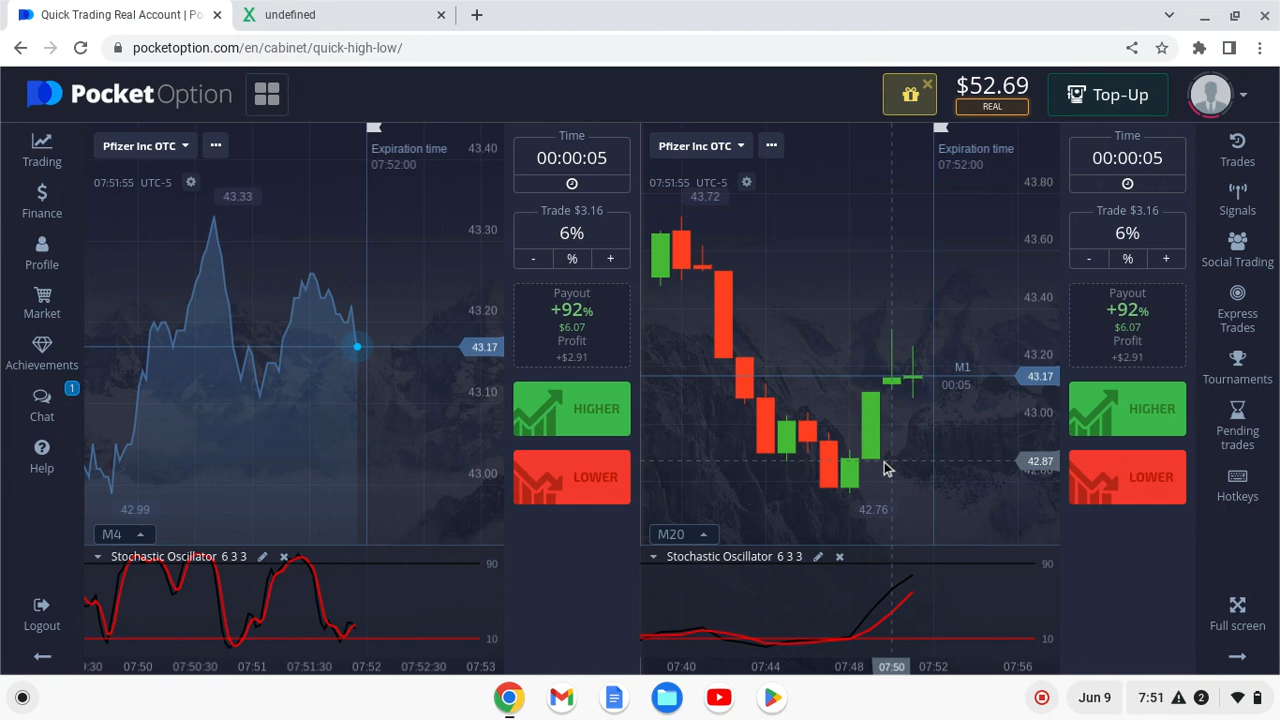 Quick Trading Real Account | Po
undefined
pocketoption.com/en/cabinet/quick-high-low/
PocketOption
$52.69
REAL
Top-Up
Trading
Finance
Profile
Market
Achievements
1
Chat
Help
Logout
Pfizer Inc OTC
07:51:55 UTC-5
Expiration time
07:52:00
43.33
42.99
43.40
43.30
43.20
43.17
43.10
43.00
M4
Stochastic Oscillator 6 3 3
90
10
9:30
07:50
07:50:30
07:51
07:51:30
07:52
07:52:30
07:53
Time
00:00:05
Trade $3.16
6%
- % +
Payout
+92%
$6.07
Profit
+$2.91
HIGHER
LOWER
Pfizer Inc OTC
07:51:55 UTC-5
Expiration time
07:52:00
43.72
42.76
M1
00:05
43.80
43.60
43.40
43.20
43.17
43.00
42.87
M20
Stochastic Oscillator 6 3 3
90
10
07:40
07:44
07:48
07:50
07:52
07:56
Time
00:00:05
Trade $3.16
6%
- % +
Payout
+92%
$6.07
Profit
+$2.91
HIGHER
LOWER
Trades
Signals
Social Trading
Express
Trades
Tournaments
Pending
trades
Hotkeys
Full screen
Jun 9
7:51
2